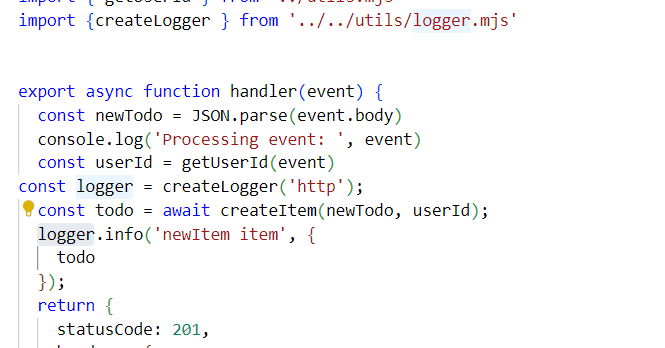 import { getUserId } from '../utils.mjs'
import {createLogger } from '../../utils/logger.mjs'
export async function handler(event) {
const newTodo = JSON.parse(event.body)
console.log('Processing event: ', event)
const userId = getUserId(event)
const logger = createLogger('http');
const todo = await createItem(newTodo, userId);
logger.info('newItem item', {
todo
});
return {
statusCode: 201,